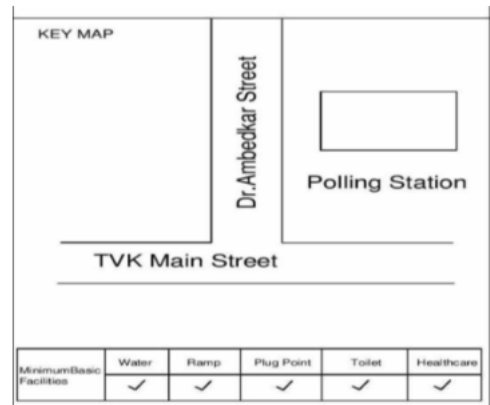 KEY MAP
Dr.Ambedkar Street
Polling Station
TVK Main Street
MinimumBasic Facilities
Water
Ramp
Plug Point
Toilet
Healthcare
✓ ✓ ✓ ✓ ✓